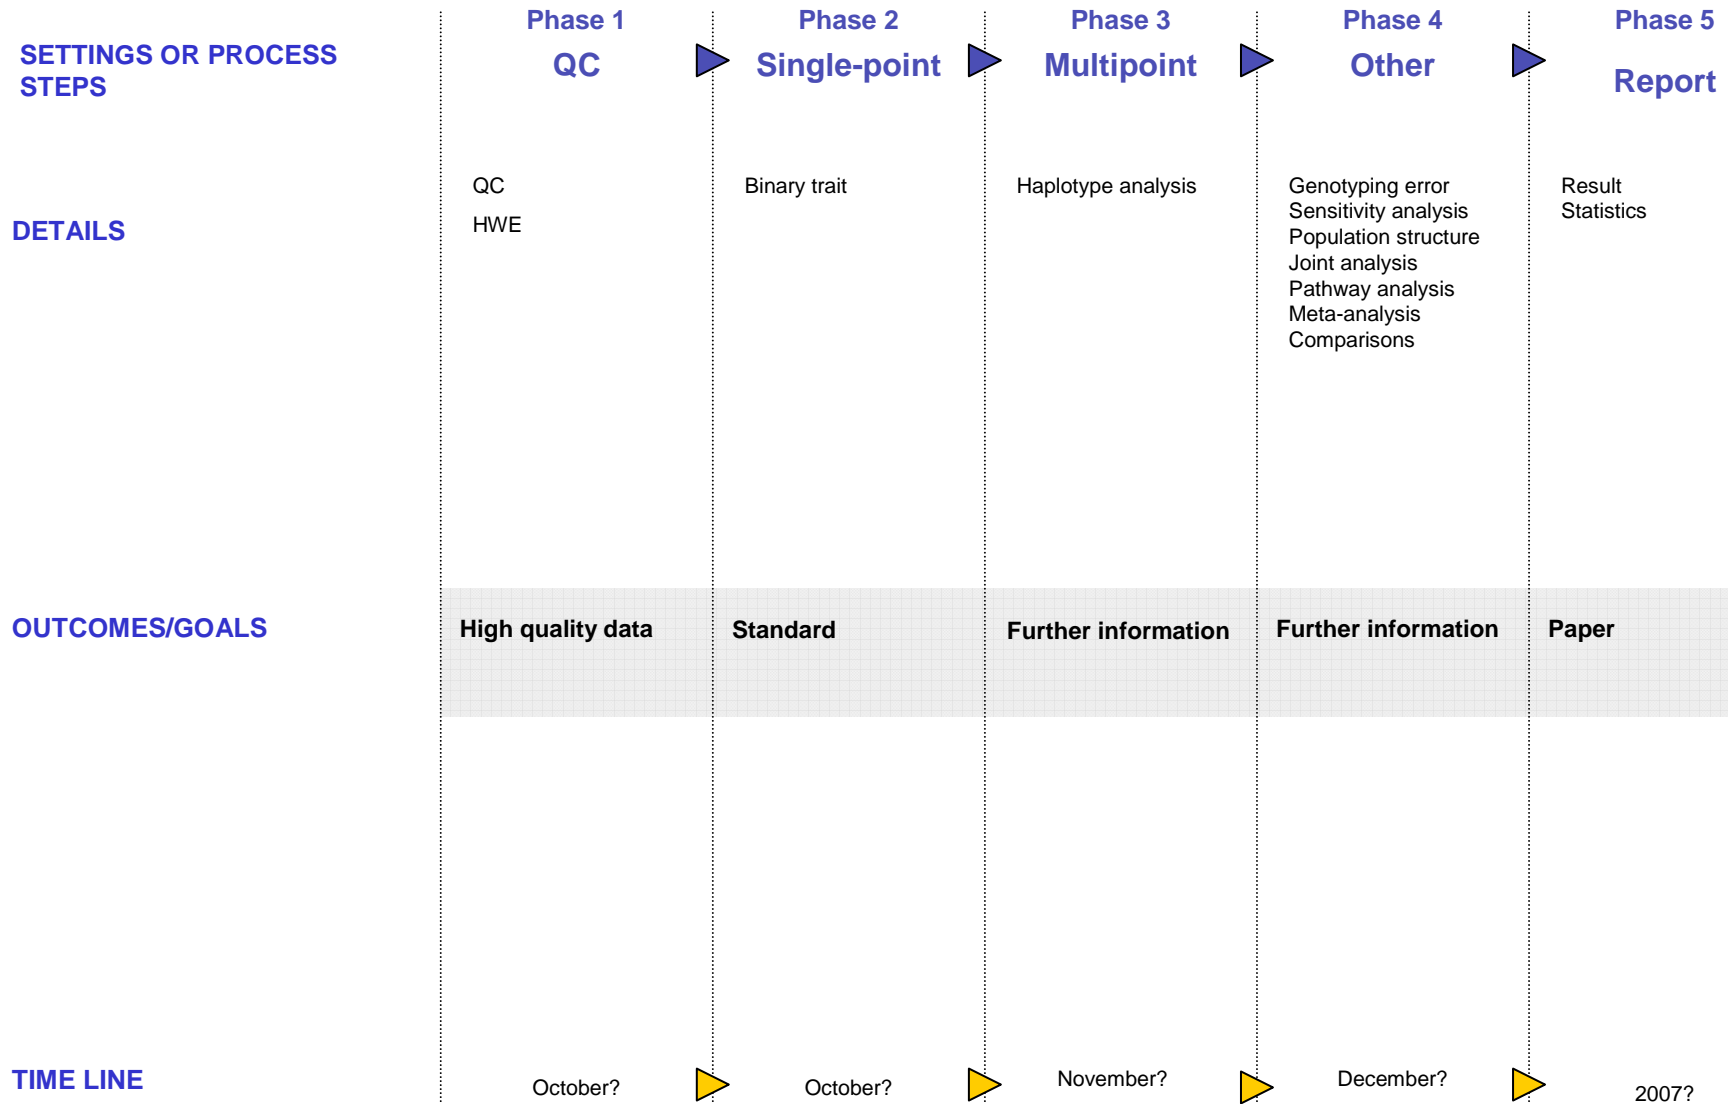 Phase 1
Phase 2
Phase 3
Phase 4
Phase 5
SETTINGS OR PROCESS
STEPS
QC
Single-point
Multipoint
Other
Report
DETAILS
QC
HWE
Binary trait
Haplotype analysis
Genotyping error
Sensitivity analysis
Population structure
Joint analysis
Pathway analysis
Meta-analysis
Comparisons
Result
Statistics
OUTCOMES/GOALS
High quality data
Standard
Further information
Further information
Paper
TIME LINE
October?
October?
November?
December?
2007?